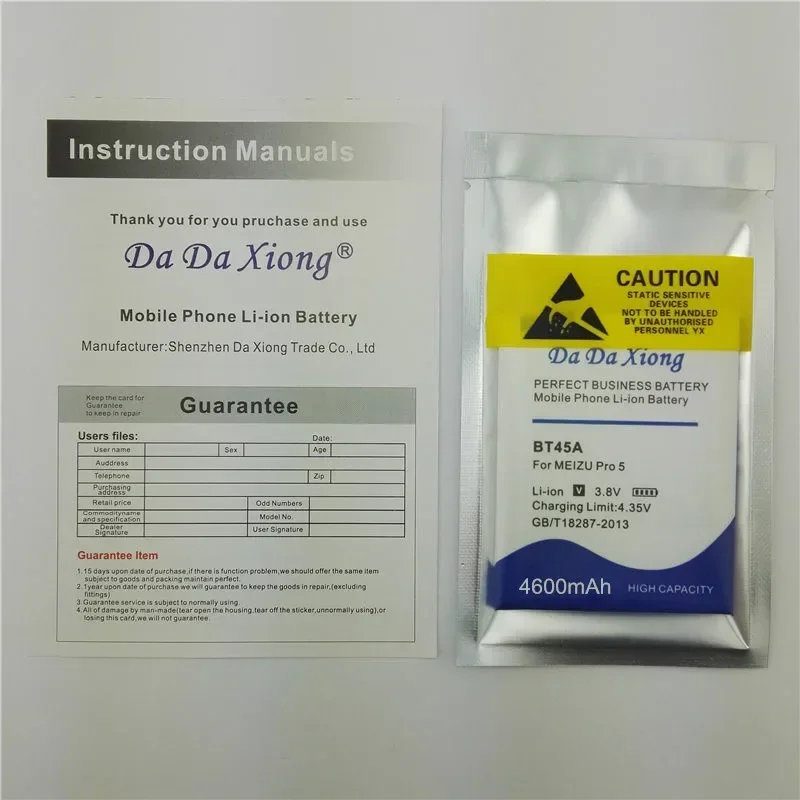 Instruction Manuals
Thank you for you pruchase and use
Da Da Xiong®
Mobile Phone Li-ion Battery
Manufacturer:Shenzhen Da Xiong Trade Co., Ltd
Keep the card for
Guarantee
to keep in repair
Guarantee
Users files:
Date:
User name
Sex
Age
Auddress
Telephone
Zip
Purchasing
address
Retail price
Odd Numbers
Commodityname
and specification
Model No.
Dealer
Signature
User Signature
Guarantee Item
1. 15 days upon date of purchase,if there is function problem,we should offer the same item
subject to goods and packing maintain perfect.
2. 1year upon date of purchase.we will guarantee to keep the goods in repair,(excluding
fittings)
3. Guarantee service is subject to normally using.
4. All of damage by man-made(tear open the housing,tear off the sticker,unnormally using),or
losing this card,we will not guarantee.
CAUTION
STATIC SENSITIVE
DEVICES
NOT TO BE HANDLED
BY UNAUTHORISED
PERSONNEL YX
Da Da Xiong
PERFECT BUSINESS BATTERY
Mobile Phone Li-ion Battery
BT45A
For MEIZU Pro 5
Li-ion V 3.8V
Charging Limit:4.35V
GB/T18287-2013
4600mAh HIGH CAPACITY